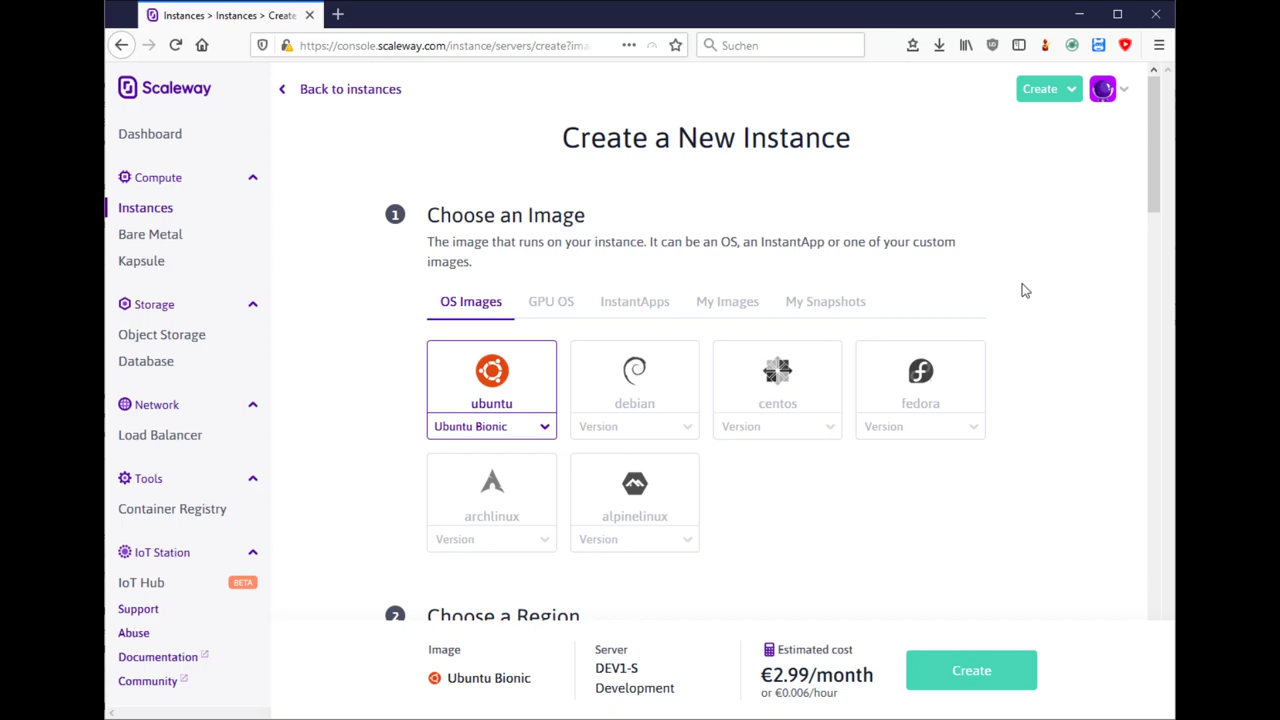 Instances > Instances > Create
https://console.scaleway.com/instance/servers/create?ima
Suchen
Scaleway
Back to instances
Create
Dashboard
Create a New Instance
Compute
Instances
Bare Metal
Kapsule
1
Choose an Image
The image that runs on your instance. It can be an OS, an InstantApp or one of your custom
images.
OS Images
GPU OS
InstantApps
My Images
My Snapshots
Storage
Object Storage
Database
ubuntu
Ubuntu Bionic
debian
Version
centos
Version
fedora
Version
Network
Load Balancer
archlinux
Version
alpinelinux
Version
Tools
Container Registry
IoT Station
IoT Hub
BETA
Support
Abuse
Documentation
Community
2
Choose a Region
Image
Ubuntu Bionic
Server
DEV1-S
Development
Estimated cost
€2.99/month
or €0.006/hour
Create